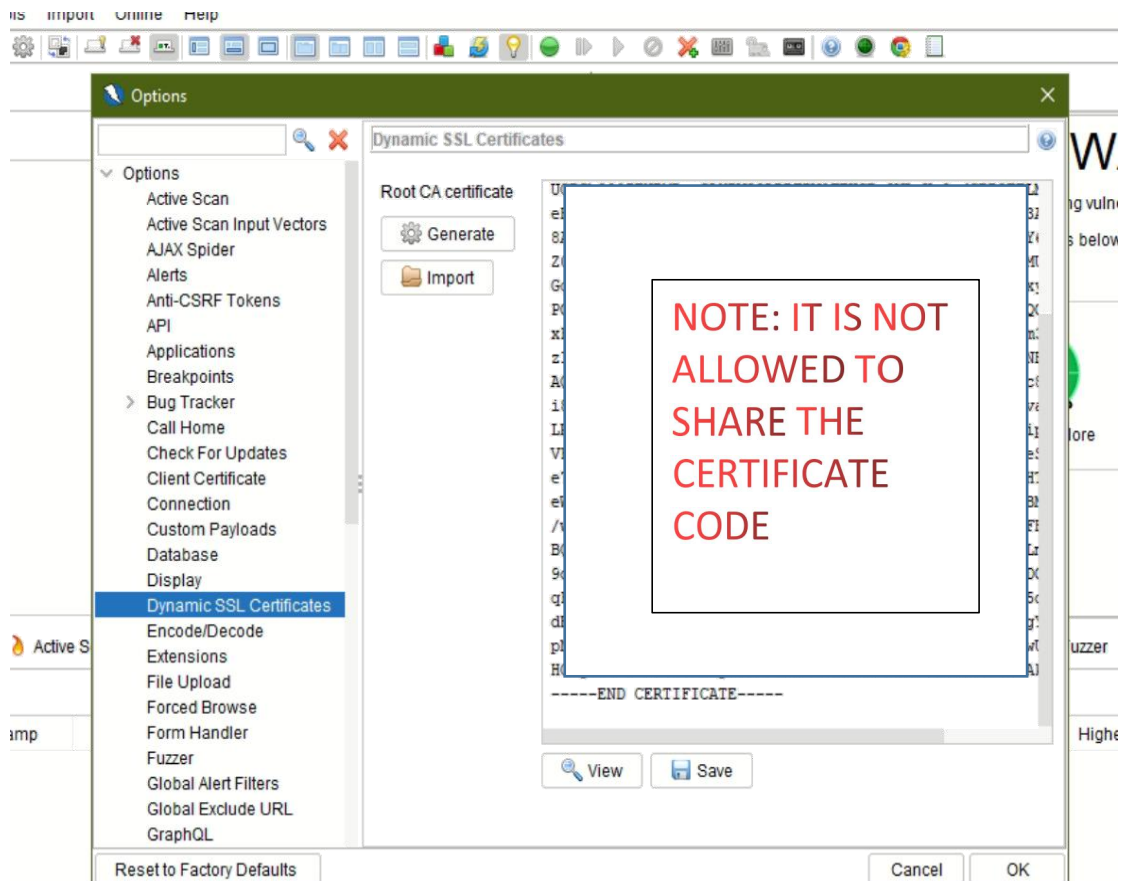 Import Online Help
Options
Dynamic SSL Certificates
Options
Active Scan
Active Scan Input Vectors
AJAX Spider
Alerts
Anti-CSRF Tokens
API
Applications
Breakpoints
Bug Tracker
Call Home
Check For Updates
Client Certificate
Connection
Custom Payloads
Database
Display
Dynamic SSL Certificates
Encode/Decode
Extensions
File Upload
Forced Browse
Form Handler
Fuzzer
Global Alert Filters
Global Exclude URL
GraphQL
Root CA certificate
Generate
Import
NOTE: IT IS NOT
ALLOWED TO
SHARE THE
CERTIFICATE
CODE
-----END CERTIFICATE-----
View
Save
Reset to Factory Defaults
Cancel
OK
Active S
below